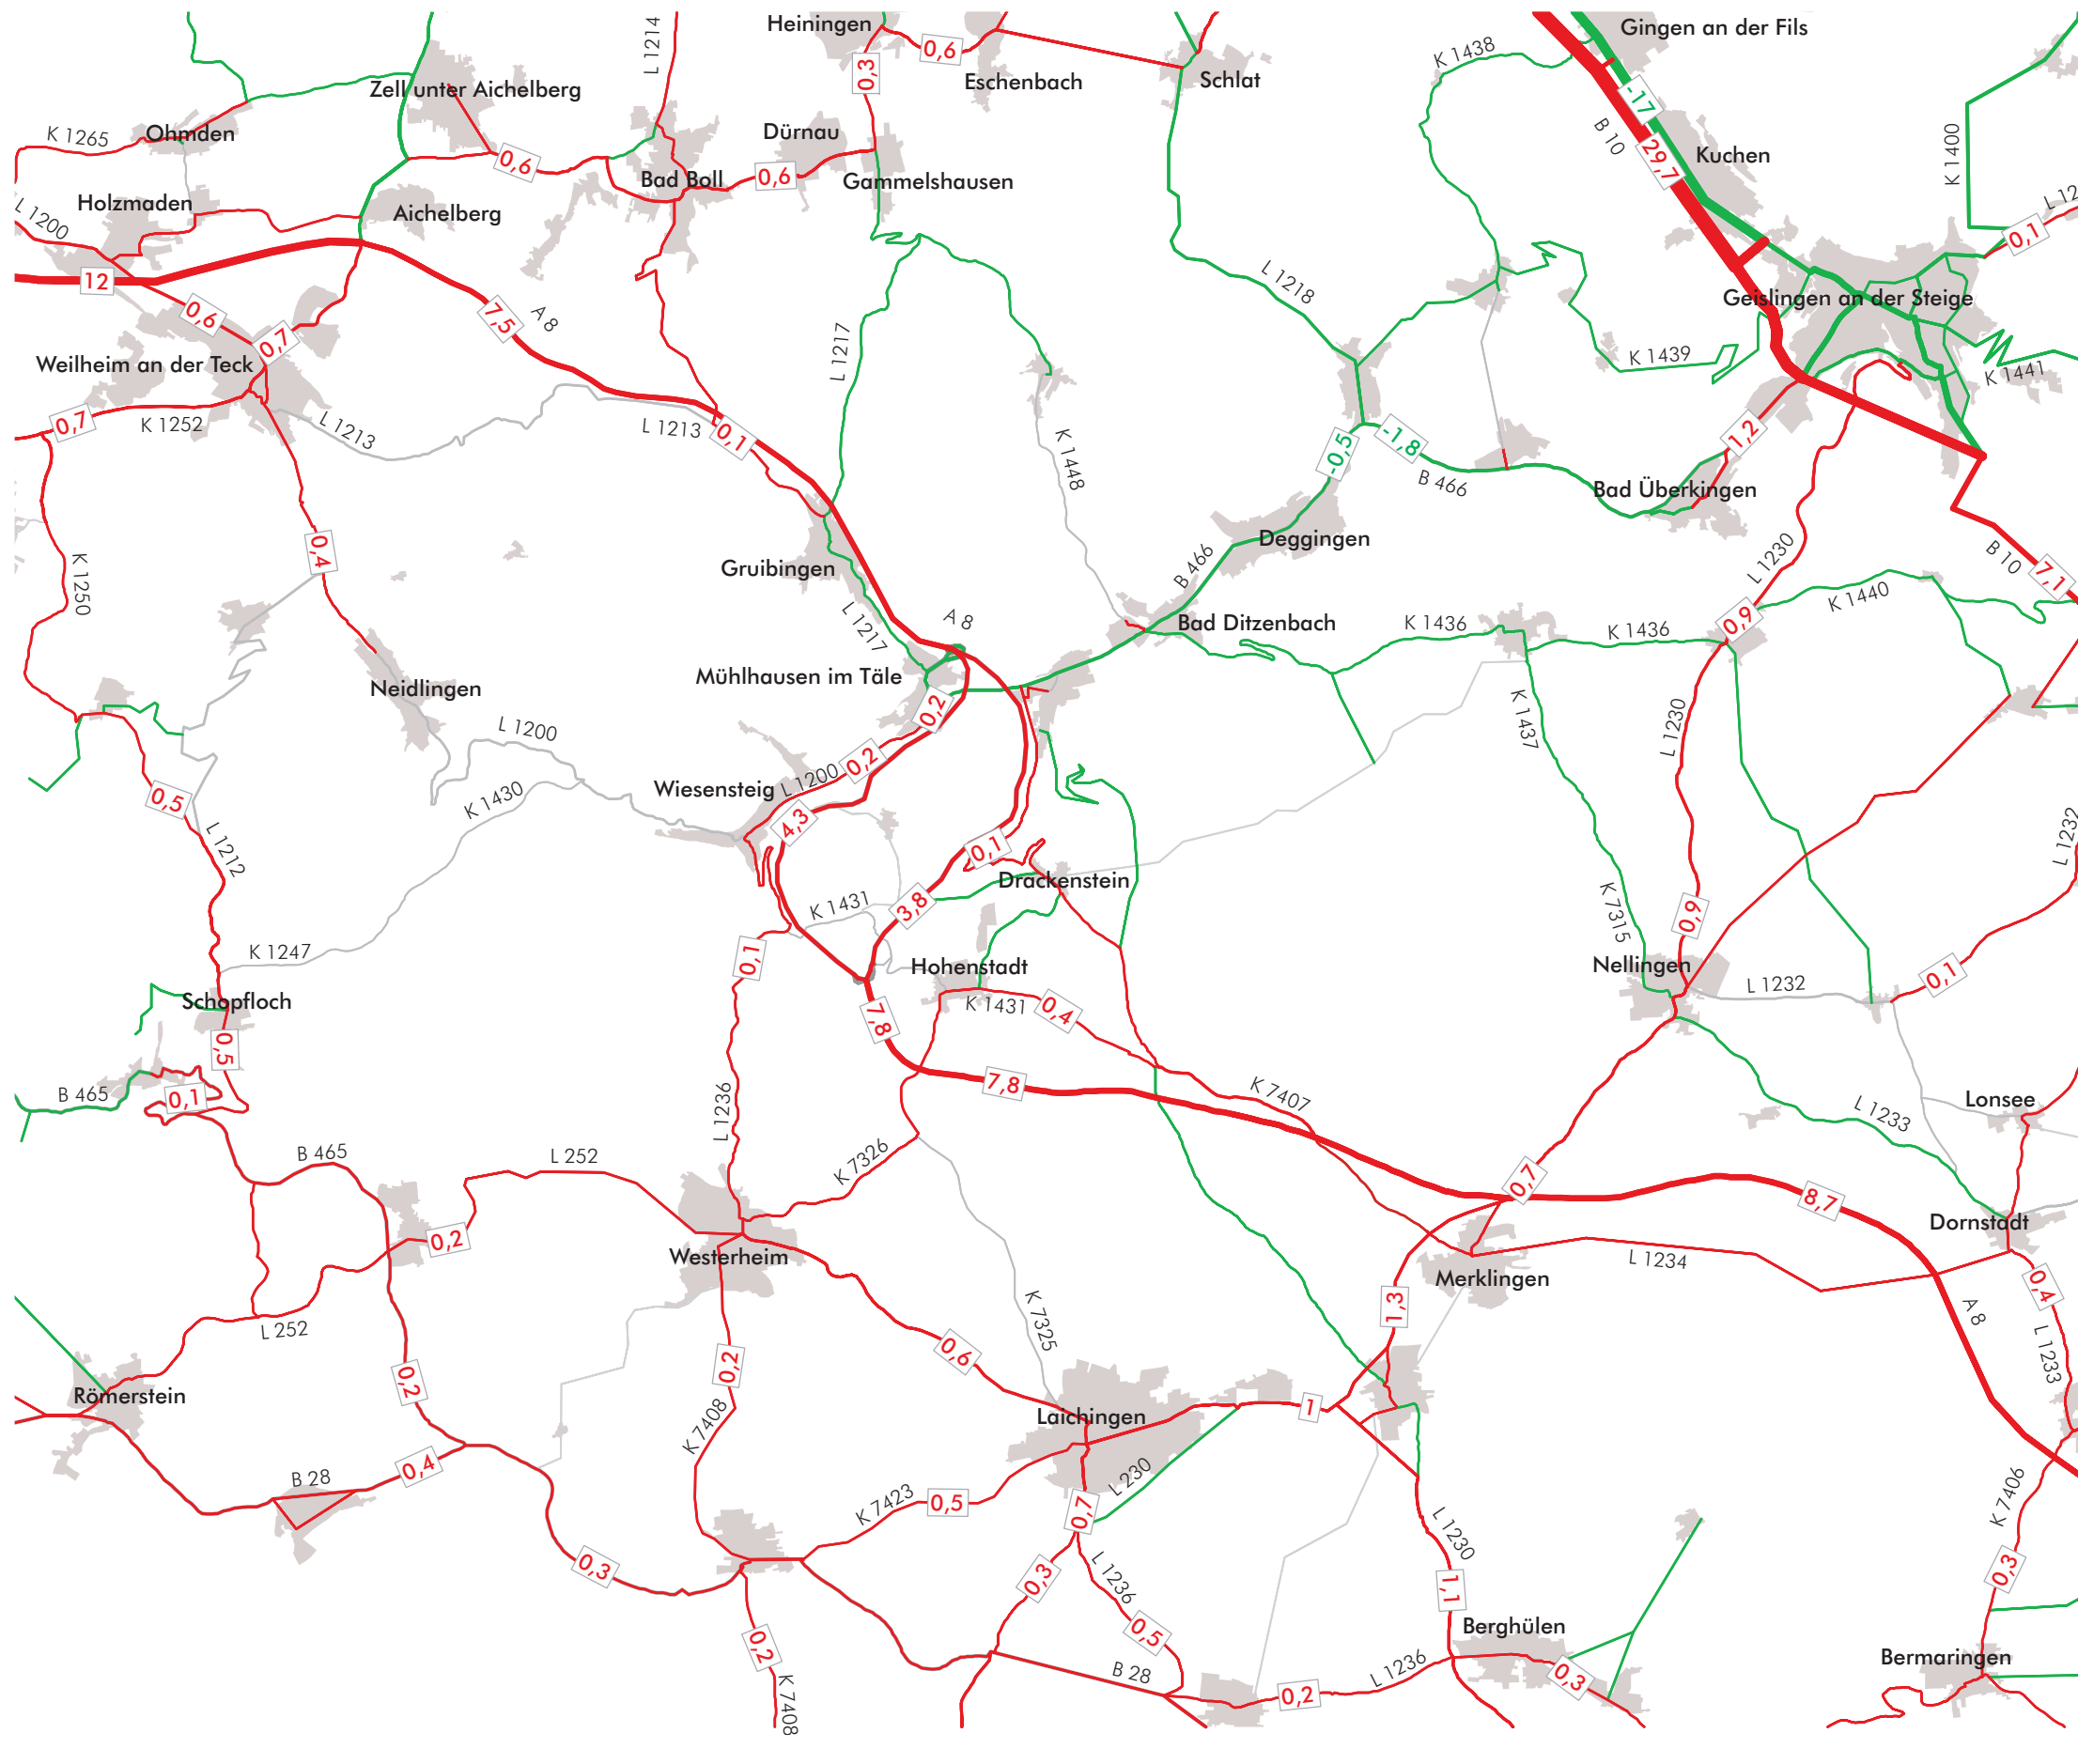 Heiningen
L 1214
0,6
Eschenbach
Schlat
K 1438
Gingen an der Fils
0,3
Zell unter Aichelberg
K 1265
Ohmden
Dürnau
-17
B 10
29,7
Kuchen
K 1400
0,6
Bad Boll
0,6
Gammelshausen
Holzmaden
L 1200
Aichelberg
L 12
0,1
12
0,6
0,7
7,5
A 8
L 1218
Geislingen an der Steige
Weilheim an der Teck
L 1217
K 1439
K 1441
0,7
K 1252
L 1213
L 1213
0,1
K 1448
-0,5
-1,8
B 466
1,2
Bad Überkingen
0,4
K 1250
Gruibingen
Deggingen
B 466
L 1230
B 10
7,1
L 1217
A 8
Bad Ditzenbach
K 1436
K 1436
0,9
K 1440
Mühlhausen im Täle
Neidlingen
0,2
K 1437
L 1230
L 1200
0,2
Wiesensteig
L 1200
K 1430
0,5
4,3
L 1212
0,1
L 1232
Drackenstein
K 1431
3,8
K 7315
0,9
K 1247
0,1
Hohenstadt
Nellingen
L 1232
0,1
Schopfloch
K 1431
0,4
7,8
0,5
7,8
B 465
0,1
L 1236
K 7407
Lonsee
L 1233
B 465
L 252
K 7326
0,7
8,7
0,2
Westerheim
Dornstadt
Merklingen
L 1234
0,4
1,3
A 8
L 252
K 7325
0,6
L 1233
0,2
0,2
Römerstein
K 7408
Laichingen
1
B 28
0,4
L 230
K 7423
0,5
0,7
K 7406
L 1230
0,3
0,3
L 1236
0,3
1,1
0,5
Berghülen
0,2
B 28
L 1236
0,2
0,3
Bermaringen
K 7408